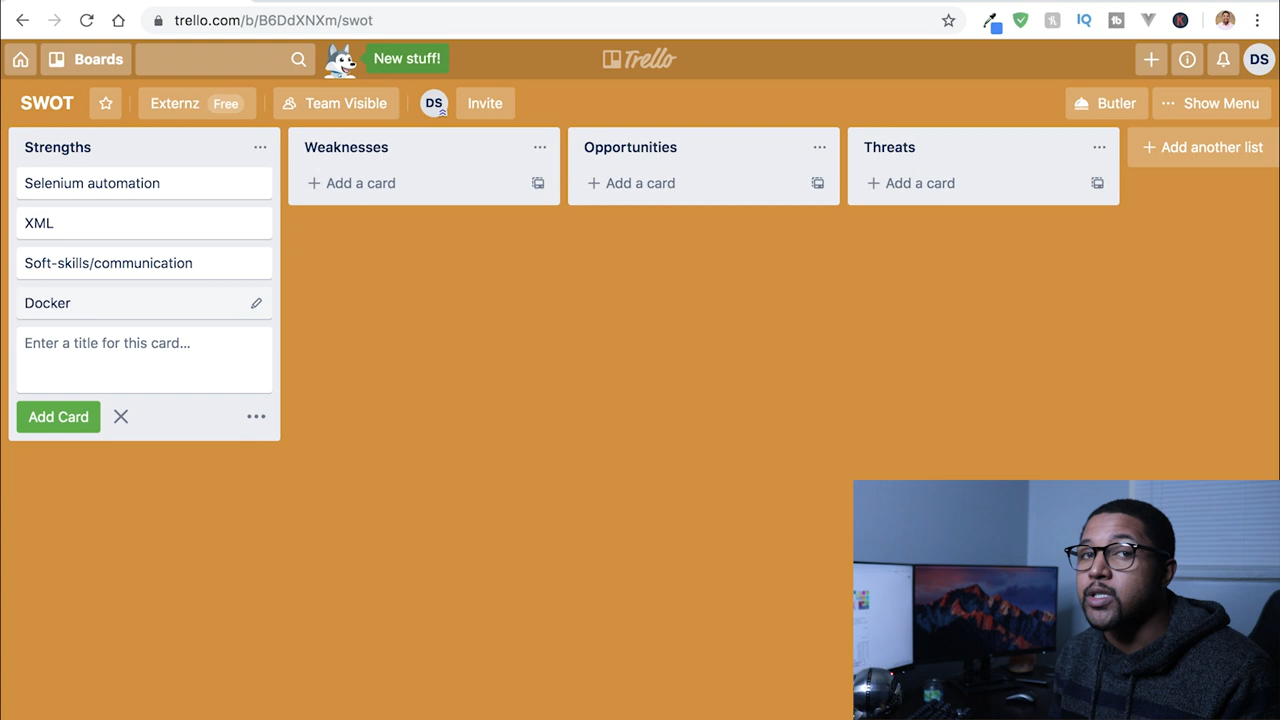 trello.com/b/B6DdXNXm/swot
IQ
K
Boards
New stuff!
Trello
DS
SWOT
Externz Free
Team Visible
DS
Invite
Butler
Show Menu
Strengths
Selenium automation
XML
Soft-skills/communication
Docker
Enter a title for this card...
Add Card
Weaknesses
Add a card
Opportunities
Add a card
Threats
Add a card
Add another list